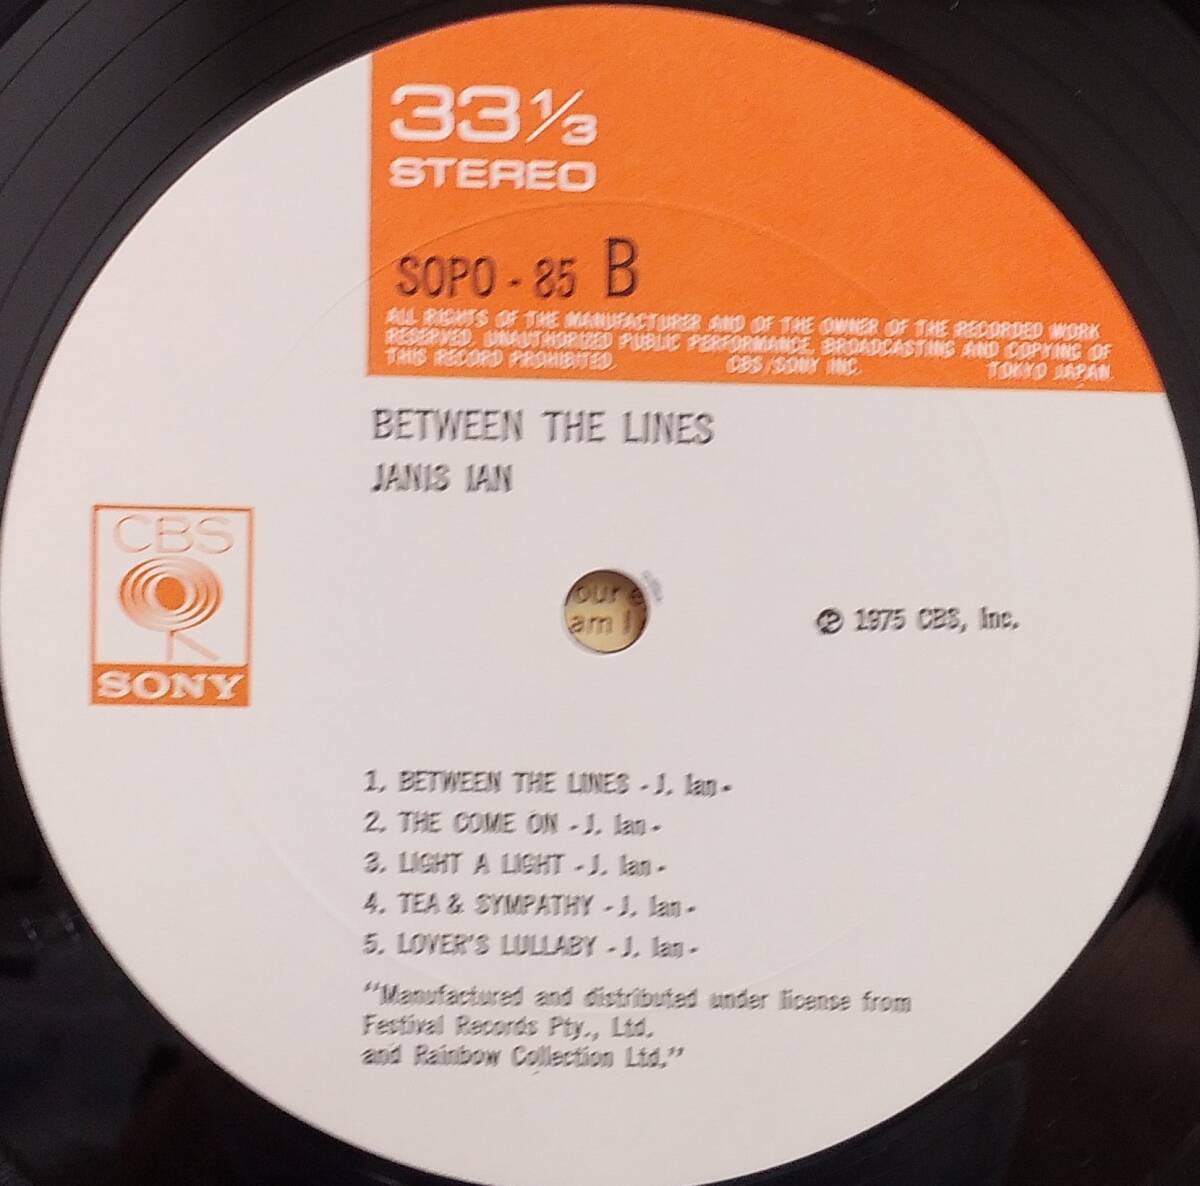 33⅓
STEREO
SOPO - 85 B
ALL RIGHTS OF THE MANUFACTURER AND OF THE OWNER OF THE RECORDED WORK
RESERVED. UNAUTHORIZED PUBLIC PERFORMANCE, BROADCASTING AND COPYING OF
THIS RECORD PROHIBITED. CBS/SONY INC. TOKYO JAPAN.
BETWEEN THE LINES
JANIS IAN
CBS
SONY
our
am I
℗ 1975 CBS, Inc.
1. BETWEEN THE LINES - J. Ian -
2. THE COME ON - J. Ian -
3. LIGHT A LIGHT - J. Ian -
4. TEA & SYMPATHY - J. Ian -
5. LOVER'S LULLABY - J. Ian -
"Manufactured and distributed under license from
Festival Records Pty., Ltd.
and Rainbow Collection Ltd."